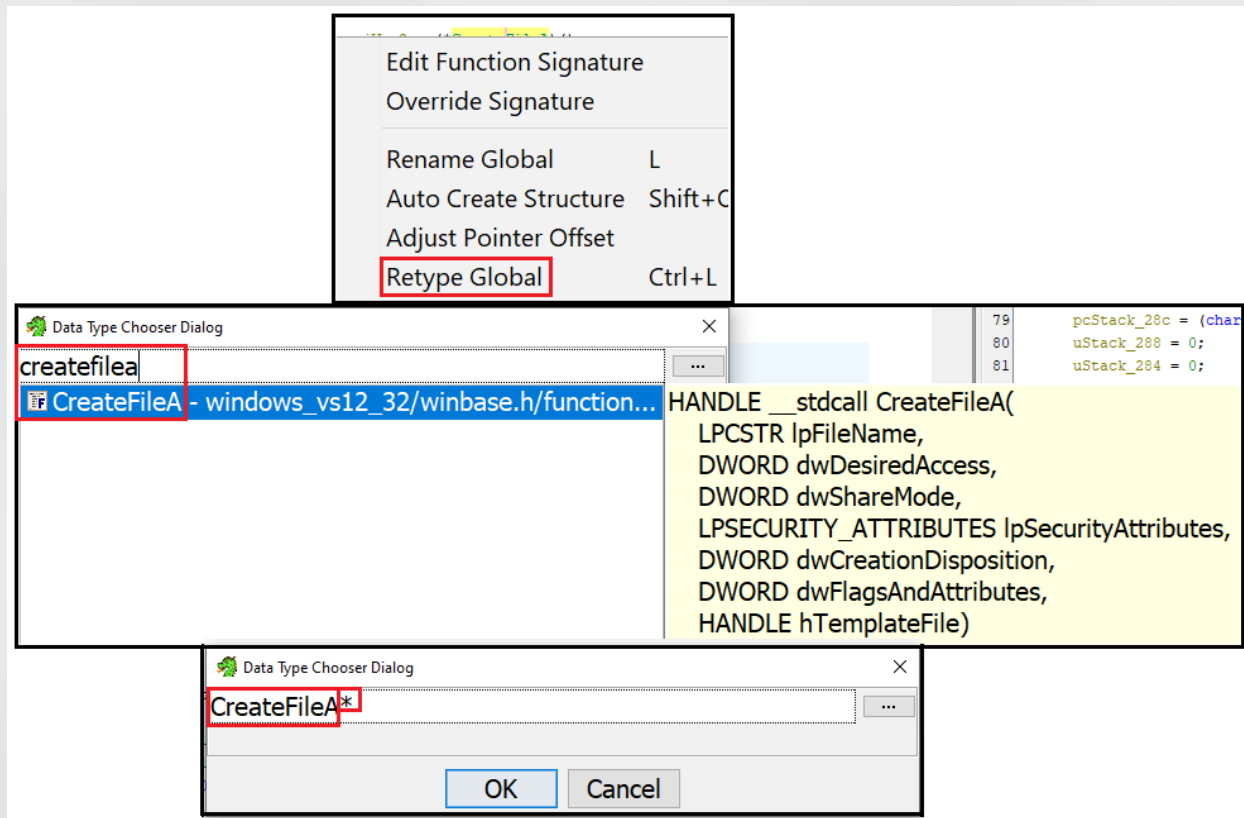 Edit Function Signature
Override Signature
Rename Global L
Auto Create Structure Shift+C
Adjust Pointer Offset
Retype Global Ctrl+L
Data Type Chooser Dialog
createfilea
...
CreateFileA - windows_vs12_32/winbase.h/function...
79 pcStack_28c = (char
80 uStack_288 = 0;
81 uStack_284 = 0;
HANDLE __stdcall CreateFileA(
LPCSTR lpFileName,
DWORD dwDesiredAccess,
DWORD dwShareMode,
LPSECURITY_ATTRIBUTES lpSecurityAttributes,
DWORD dwCreationDisposition,
DWORD dwFlagsAndAttributes,
HANDLE hTemplateFile)
Data Type Chooser Dialog
CreateFileA*
...
OK Cancel